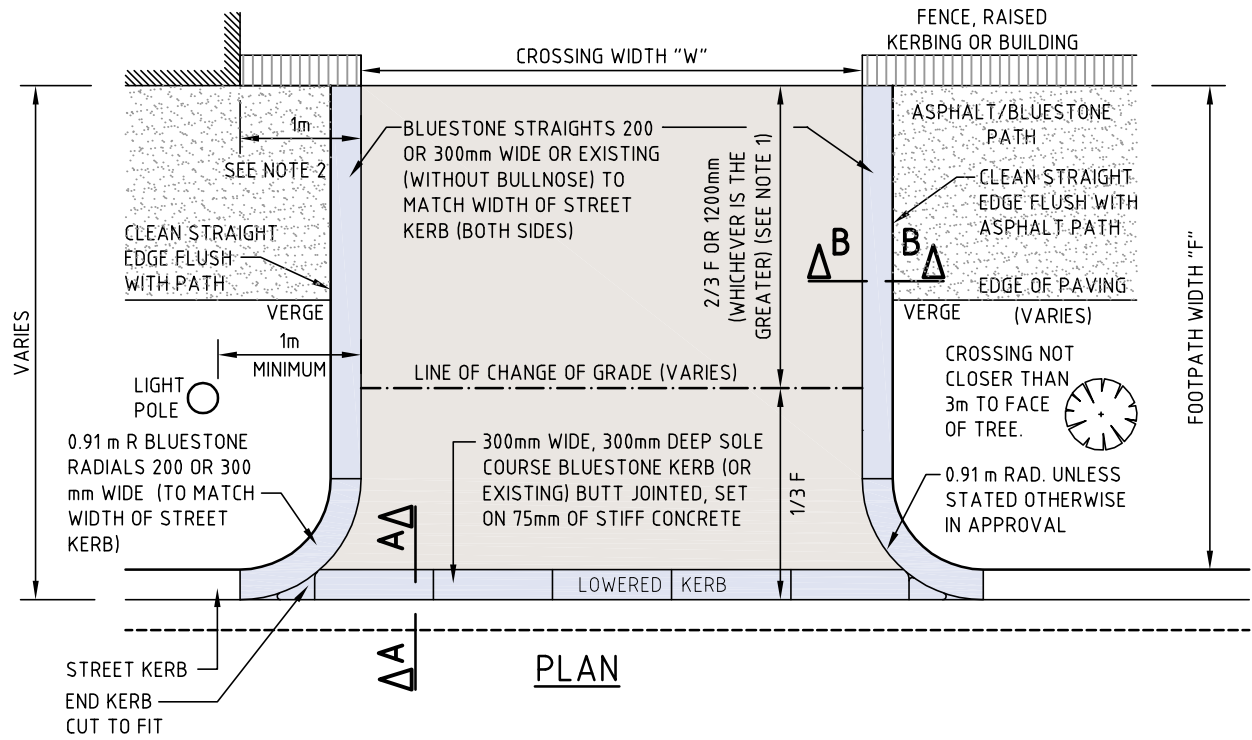 FENCE, RAISED
KERBING OR BUILDING
CROSSING WIDTH "W"
1m
SEE NOTE 2
BLUESTONE STRAIGHTS 200
OR 300mm WIDE OR EXISTING
(WITHOUT BULLNOSE) TO
MATCH WIDTH OF STREET
KERB (BOTH SIDES)
2/3 F OR 1200mm
(WHICHEVER IS THE
GREATER) (SEE NOTE 1)
ASPHALT/BLUESTONE
PATH
CLEAN STRAIGHT
EDGE FLUSH WITH
ASPHALT PATH
CLEAN STRAIGHT
EDGE FLUSH
WITH PATH
B
B
EDGE OF PAVING
(VARIES)
VERGE
VERGE
VARIES
FOOTPATH WIDTH "F"
1m
MINIMUM
LIGHT
POLE
LINE OF CHANGE OF GRADE (VARIES)
CROSSING NOT
CLOSER THAN
3m TO FACE
OF TREE.
0.91 m R BLUESTONE
RADIALS 200 OR 300
mm WIDE (TO MATCH
WIDTH OF STREET
KERB)
300mm WIDE, 300mm DEEP SOLE
COURSE BLUESTONE KERB (OR
EXISTING) BUTT JOINTED, SET
ON 75mm OF STIFF CONCRETE
1/3 F
0.91 m RAD. UNLESS
STATED OTHERWISE
IN APPROVAL
A
LOWERED KERB
A
STREET KERB
END KERB
CUT TO FIT
PLAN